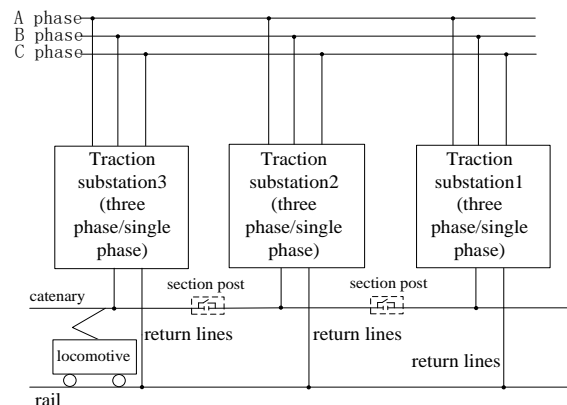 A phase
B phase
C phase
Traction
substation3
(three
phase/single
phase)
Traction
substation2
(three
phase/single
phase)
Traction
substation1
(three
phase/single
phase)
section post
section post
catenary
return lines
return lines
return lines
locomotive
rail